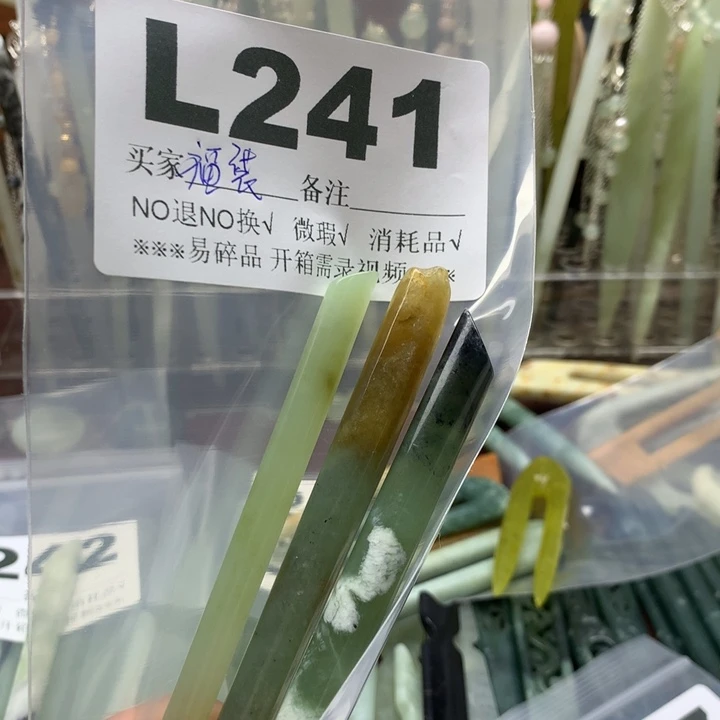 L241
买家 福装 备注
NO退NO换√ 微瑕√ 消耗品√
※※※易碎品 开箱需录视频